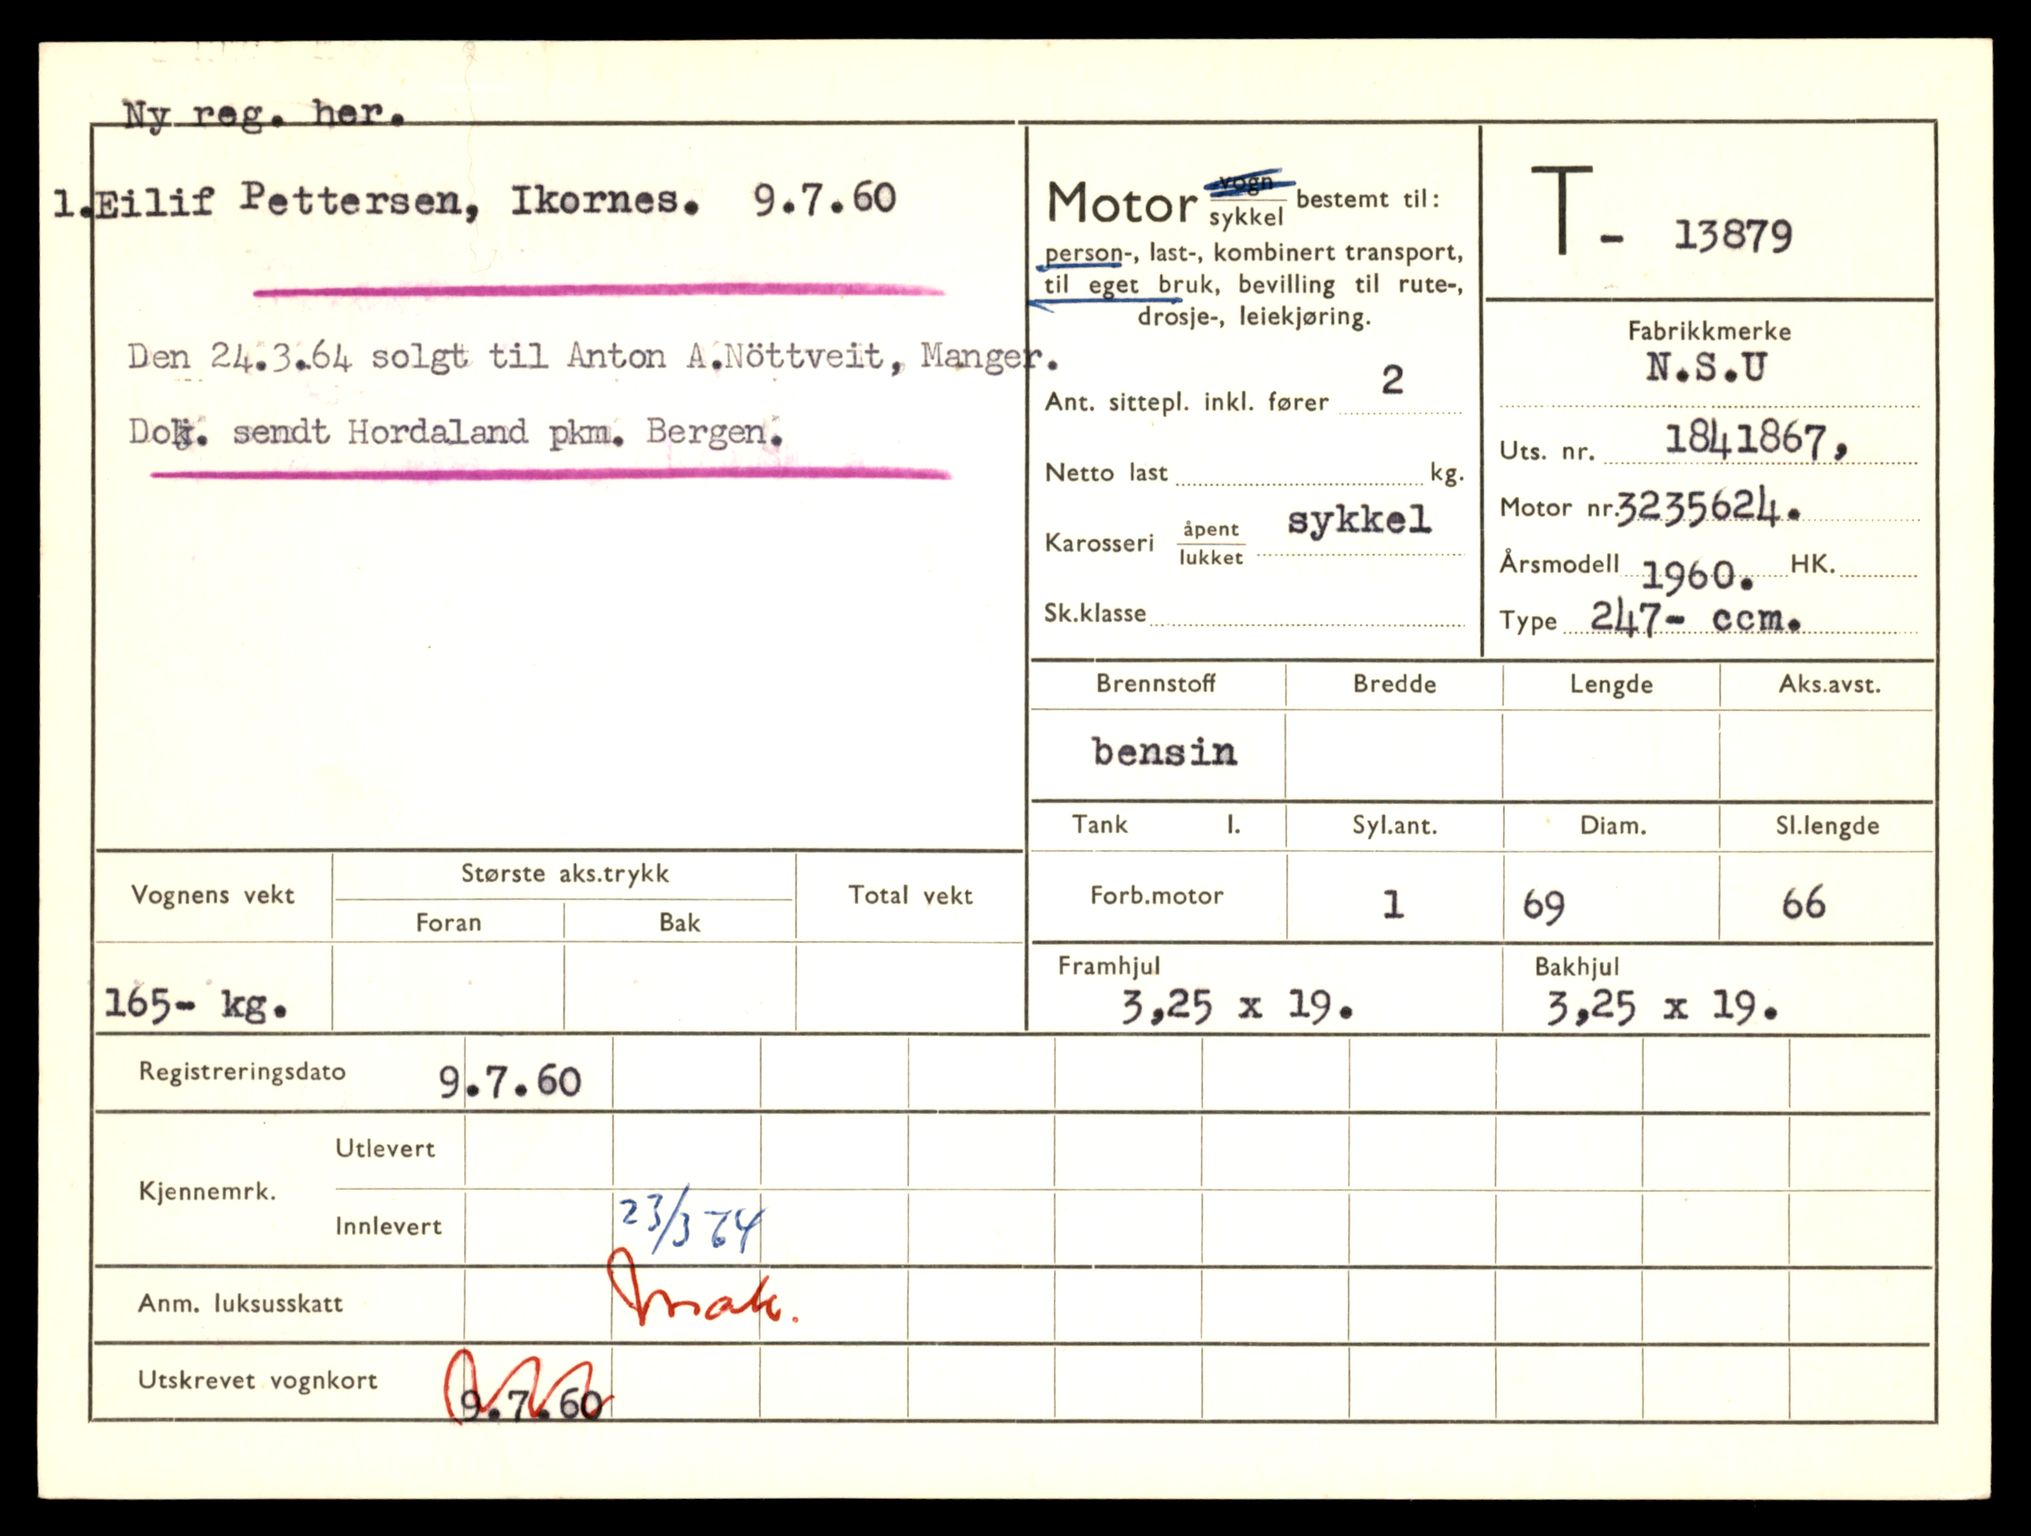 Ny reg. her.
1.Eilif Pettersen, Ikornes. 9.7.60
Den 24.3.64 solgt til Anton A.Nöttveit, Manger.
Dok. sendt Hordaland pkm. Bergen.
Motor vogn/sykkel bestemt til:
person-, last-, kombinert transport,
til eget bruk, bevilling til rute-,
drosje-, leiekjøring.
Ant. sittepl. inkl. fører 2
Netto last kg.
Karosseri åpent/lukket sykkel
Sk.klasse
T- 13879
Fabrikkmerke
N.S.U
Uts. nr. 1841867,
Motor nr. 3235624.
Årsmodell 1960. HK.
Type 247- ccm.
Brennstoff Bredde Lengde Aks.avst.
bensin
Tank l. Syl.ant. Diam. Sl.lengde
Forb.motor 1 69 66
Framhjul Bakhjul
3,25 x 19. 3,25 x 19.
Vognens vekt Største aks.trykk Total vekt
Foran Bak
165- kg.
Registreringsdato 9.7.60
Kjennemrk. Utlevert
Innlevert 23/3 64
Anm. luksusskatt
Utskrevet vognkort 9.7.60